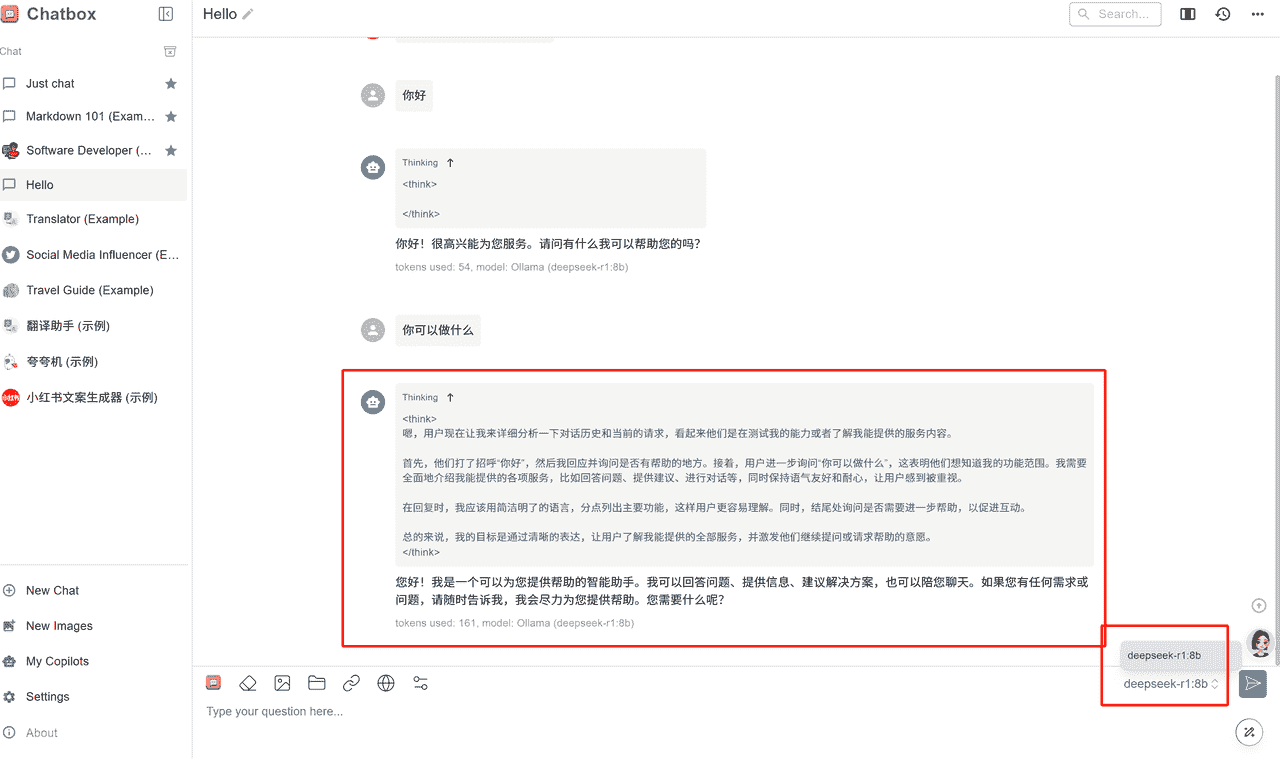 Chatbox
Chat
Just chat
Markdown 101 (Exam...
Software Developer (...
Hello
Translator (Example)
Social Media Influencer (E...
Travel Guide (Example)
翻译助手 (示例)
夸夸机 (示例)
小红书文案生成器 (示例)
New Chat
New Images
My Copilots
Settings
About
Hello
Search...
你好
Thinking ↑
<think>
</think>
你好！很高兴能为您服务。请问有什么我可以帮助您的吗？
tokens used: 54, model: Ollama (deepseek-r1:8b)
你可以做什么
Thinking ↑
<think>
嗯，用户现在让我来详细分析一下对话历史和当前的请求，看起来他们是在测试我的能力或者了解我能提供的服务内容。
首先，他们打了招呼“你好”，然后我回应并询问是否有帮助的地方。接着，用户进一步询问“你可以做什么”，这表明他们想知道我的功能范围。我需要
全面地介绍我能提供的各项服务，比如回答问题、提供建议、进行对话等，同时保持语气友好和耐心，让用户感到被重视。
在回复时，我应该用简洁明了的语言，分点列出主要功能，这样用户更容易理解。同时，结尾处询问是否需要进一步帮助，以促进互动。
总的来说，我的目标是通过清晰的表达，让用户了解我能提供的全部服务，并激发他们继续提问或请求帮助的意愿。
</think>
您好！我是一个可以为您提供帮助的智能助手。我可以回答问题、提供信息、建议解决方案，也可以陪您聊天。如果您有任何需求或
问题，请随时告诉我，我会尽力为您提供帮助。您需要什么呢？
tokens used: 161, model: Ollama (deepseek-r1:8b)
deepseek-r1:8b
deepseek-r1:8b
Type your question here...